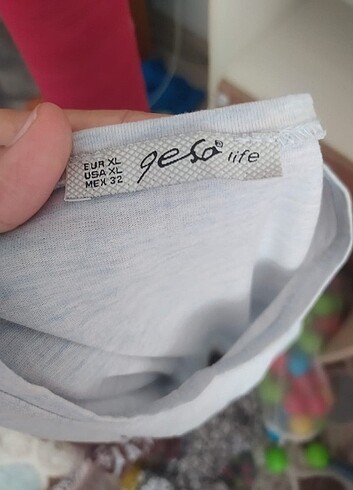 EUR XL
USA XL
MEX 32
geso® life